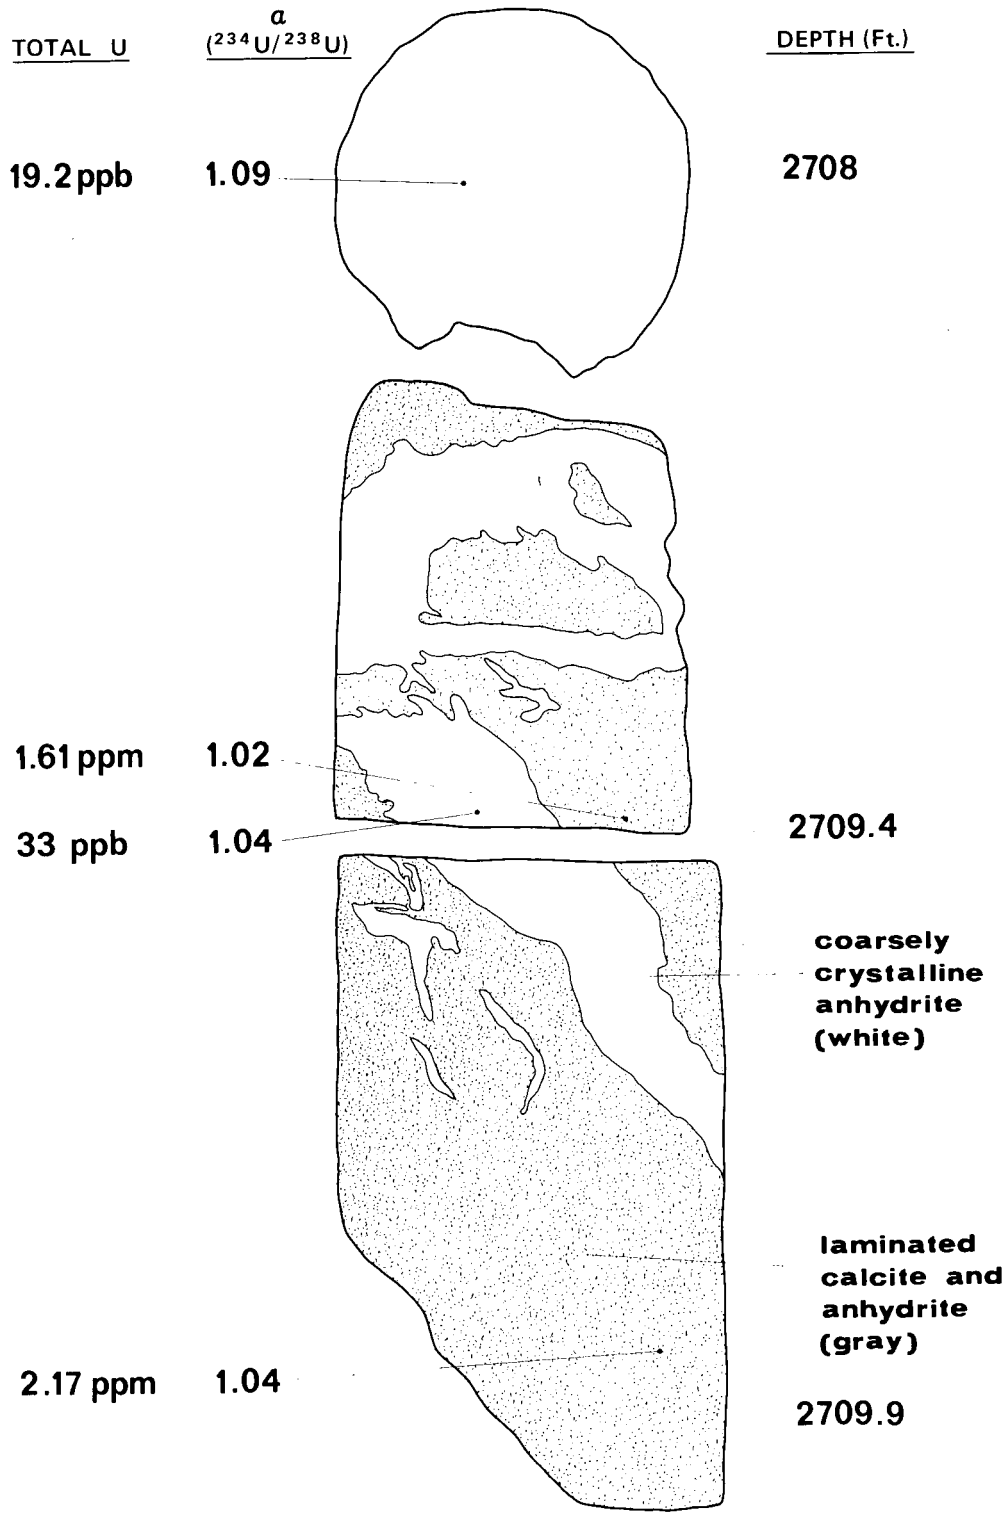 TOTAL U
a
(²³⁴U/²³⁸U)
DEPTH (Ft.)
19.2 ppb 1.09 2708
1.61 ppm 1.02
33 ppb 1.04 2709.4
coarsely
crystalline
anhydrite
(white)
laminated
calcite and
anhydrite
(gray)
2.17 ppm 1.04
2709.9